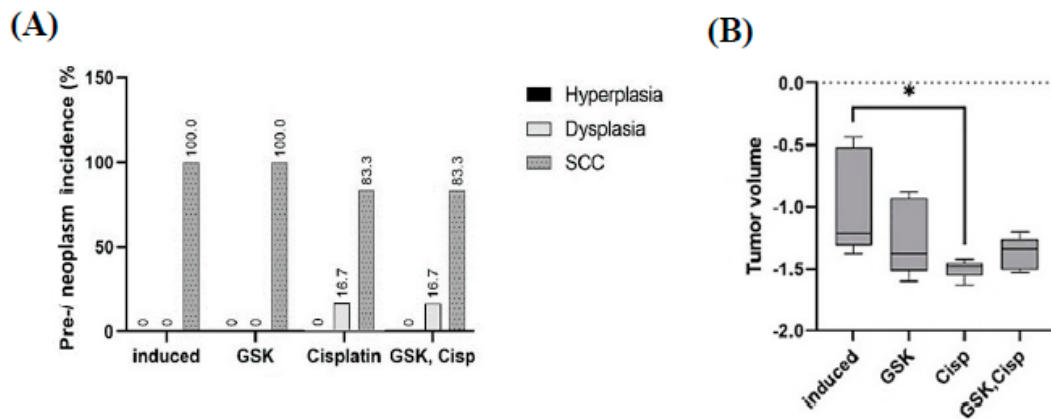 (A)
Pre-/ neoplasm incidence (%
150
100
50
0
0
0
100.0
0
0
100.0
0
16.7
83.3
0
16.7
83.3
induced
GSK
Cisplatin
GSK, Cisp
Hyperplasia
Dysplasia
SCC
(B)
Tumor volume
0.0
-0.5
-1.0
-1.5
-2.0
*
induced
GSK
Cisp
GSK,Cisp